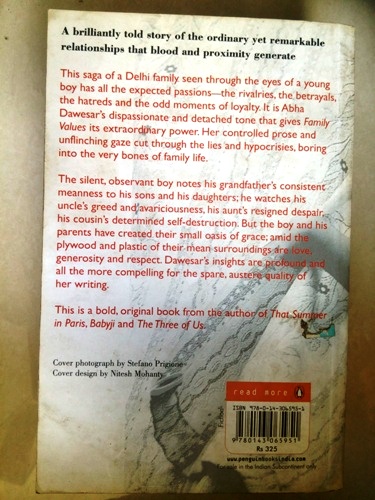 A brilliantly told story of the ordinary yet remarkable
relationships that blood and proximity generate
This saga of a Delhi family seen through the eyes of a young
boy has all the expected passions—the rivalries, the betrayals,
the hatreds and the odd moments of loyalty. It is Abha
Dawesar's dispassionate and detached tone that gives Family
Values its extraordinary power. Her controlled prose and
unflinching gaze cut through the lies and hypocrisies, boring
into the very bones of family life.
The silent, observant boy notes his grandfather's consistent
meanness to his sons and his daughters; he watches his
uncle's greed and avariciousness, his aunt's resigned despair,
his cousin's determined self-destruction. But the boy and his
parents have created their small oasis of grace; amid the
plywood and plastic of their mean surroundings are love,
generosity and respect. Dawesar's insights are profound and
all the more compelling for the spare, austere quality of
her writing.
This is a bold, original book from the author of That Summer
in Paris, Babyji and The Three of Us.
Cover photograph by Stefano Prigione
Cover design by Nitesh Mohanty
read more
Fiction
ISBN 978-0-14-306595-1
9 780143 065951
Rs 325
www.penguinbooksindia.com
For sale in the Indian Subcontinent only